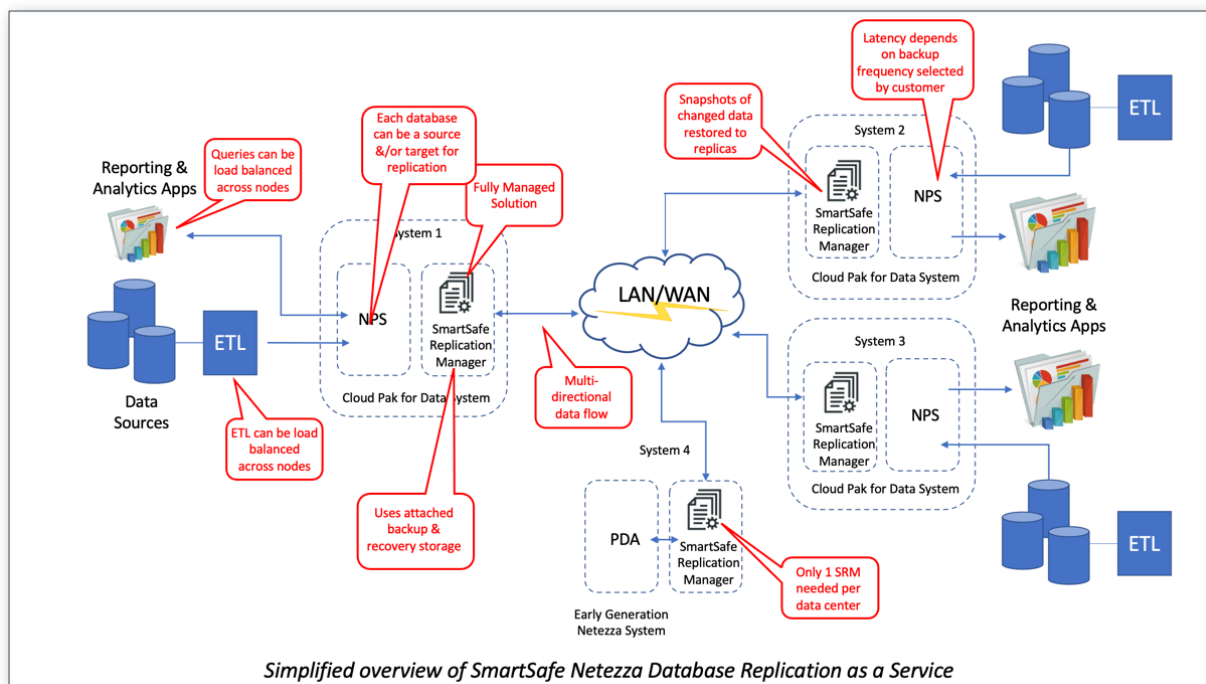 Latency depends
on backup
frequency selected
by customer
ETL
Snapshots of
changed data
restored to
replicas
Each database
can be a source
&/or target for
replication
Queries can be
load balanced
across nodes
Reporting &
Analytics Apps
Fully Managed
Solution
System 1
NPS
SmartSafe
Replication
Manager
Cloud Pak for Data System
ETL
Data
Sources
ETL can be load
balanced
across nodes
Uses attached
backup &
recovery storage
Multi-
directional
data flow
LAN/WAN
System 2
SmartSafe
Replication
Manager
NPS
Cloud Pak for Data System
Reporting &
Analytics Apps
System 3
SmartSafe
Replication
Manager
NPS
Cloud Pak for Data System
ETL
System 4
PDA
SmartSafe
Replication
Manager
Early Generation
Netezza System
Only 1 SRM
needed per
data center
Simplified overview of SmartSafe Netezza Database Replication as a Service